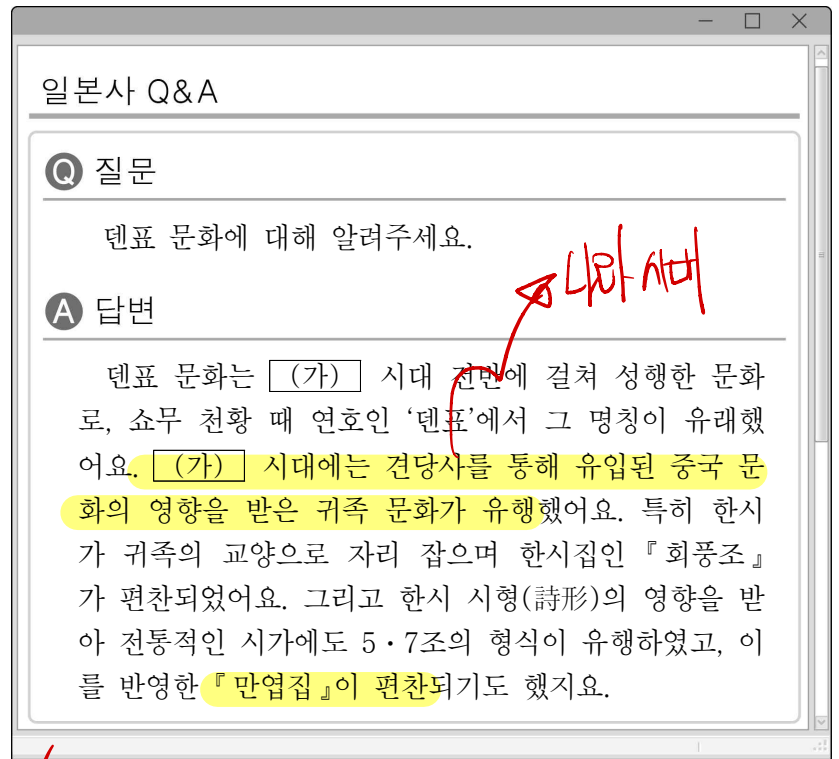 일본사 Q&A
Q 질문
덴표 문화에 대해 알려주세요.
나라 시대
A 답변
덴표 문화는 (가) 시대 전반에 걸쳐 성행한 문화
로, 쇼무 천황 때 연호인 ‘덴표’에서 그 명칭이 유래했
어요. (가) 시대에는 견당사를 통해 유입된 중국 문
화의 영향을 받은 귀족 문화가 유행했어요. 특히 한시
가 귀족의 교양으로 자리 잡으며 한시집인 『회풍조』
가 편찬되었어요. 그리고 한시 시형(詩形)의 영향을 받
아 전통적인 시가에도 5・7조의 형식이 유행하였고, 이
를 반영한 『만엽집』이 편찬되기도 했지요.